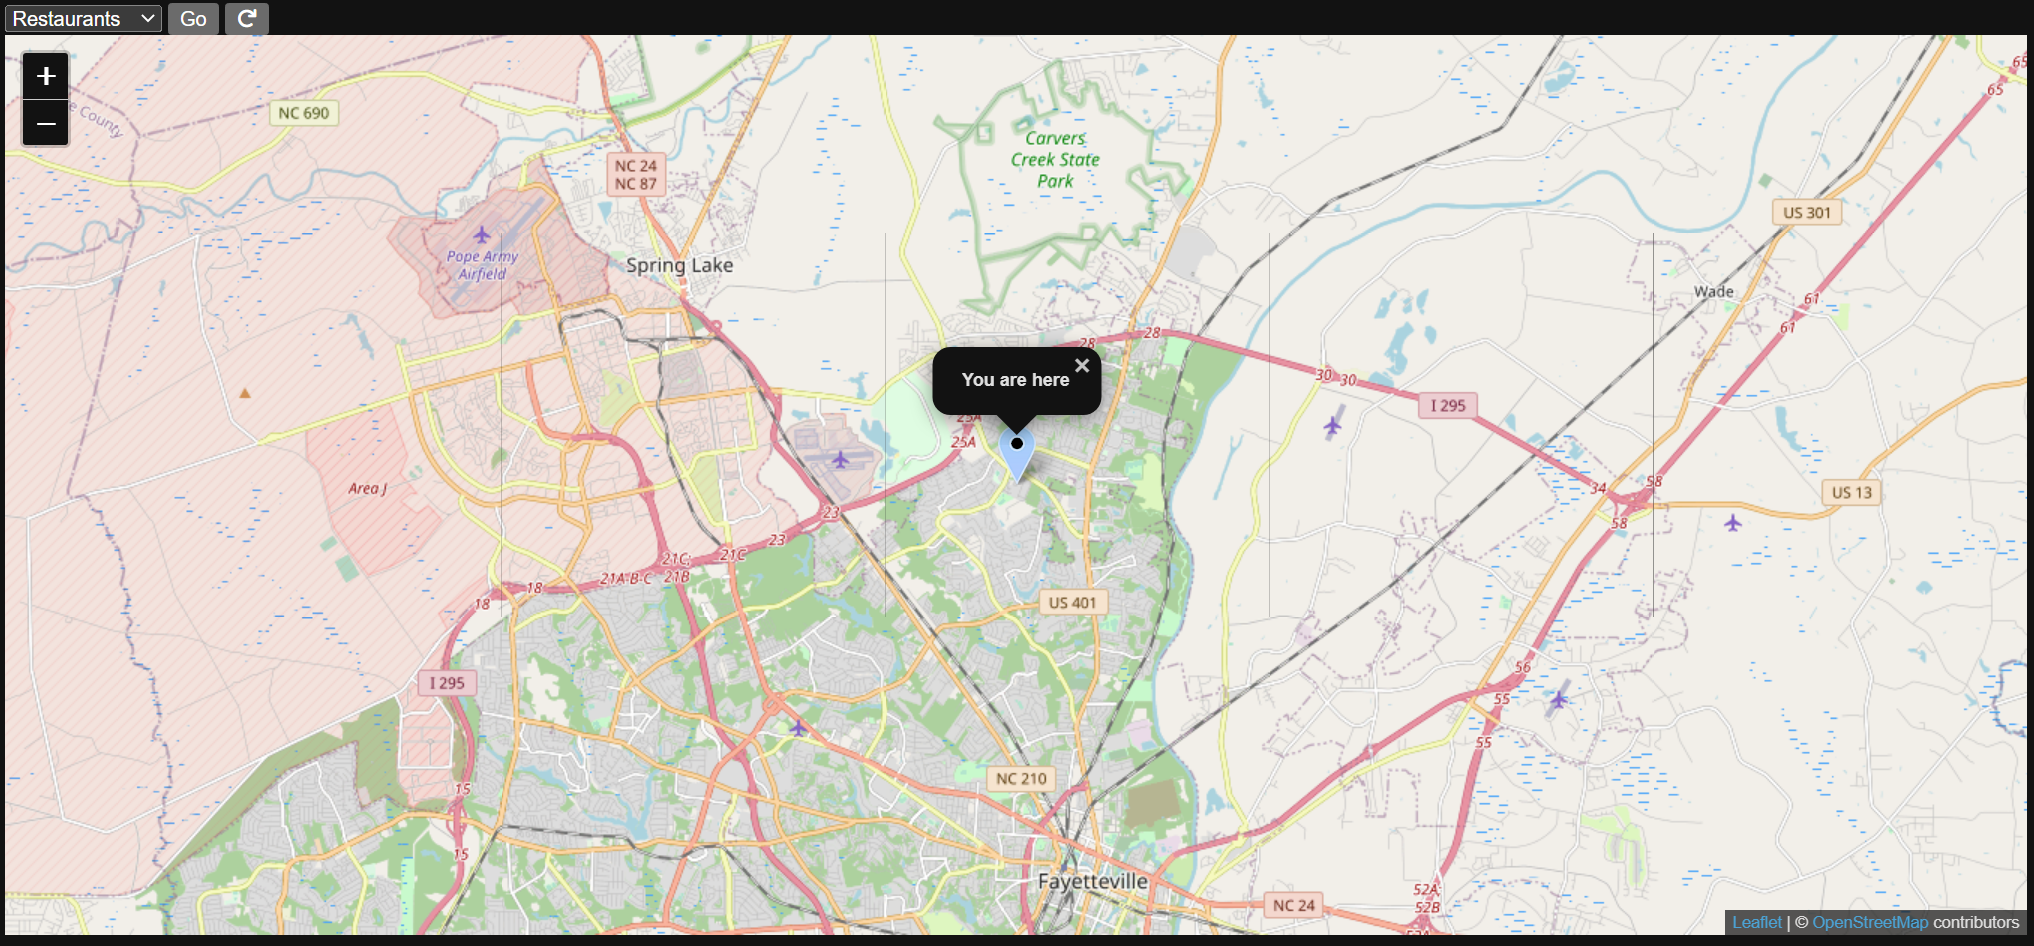 Restaurants
Go
+
−
e County
NC 690
NC 24
NC 87
Carvers
Creek State
Park
65
65
US 301
Pope Army
Airfield
Spring Lake
Wade
61
61
28
28
You are here
×
30
30
I 295
25A
25A
Area J
34
58
58
US 13
23
23
21C
21C;
21B
21A-B-C
18
18
US 401
I 295
56
55
55
NC 210
15
15
Fayetteville
NC 24
52A;
52B
Leaflet | © OpenStreetMap contributors